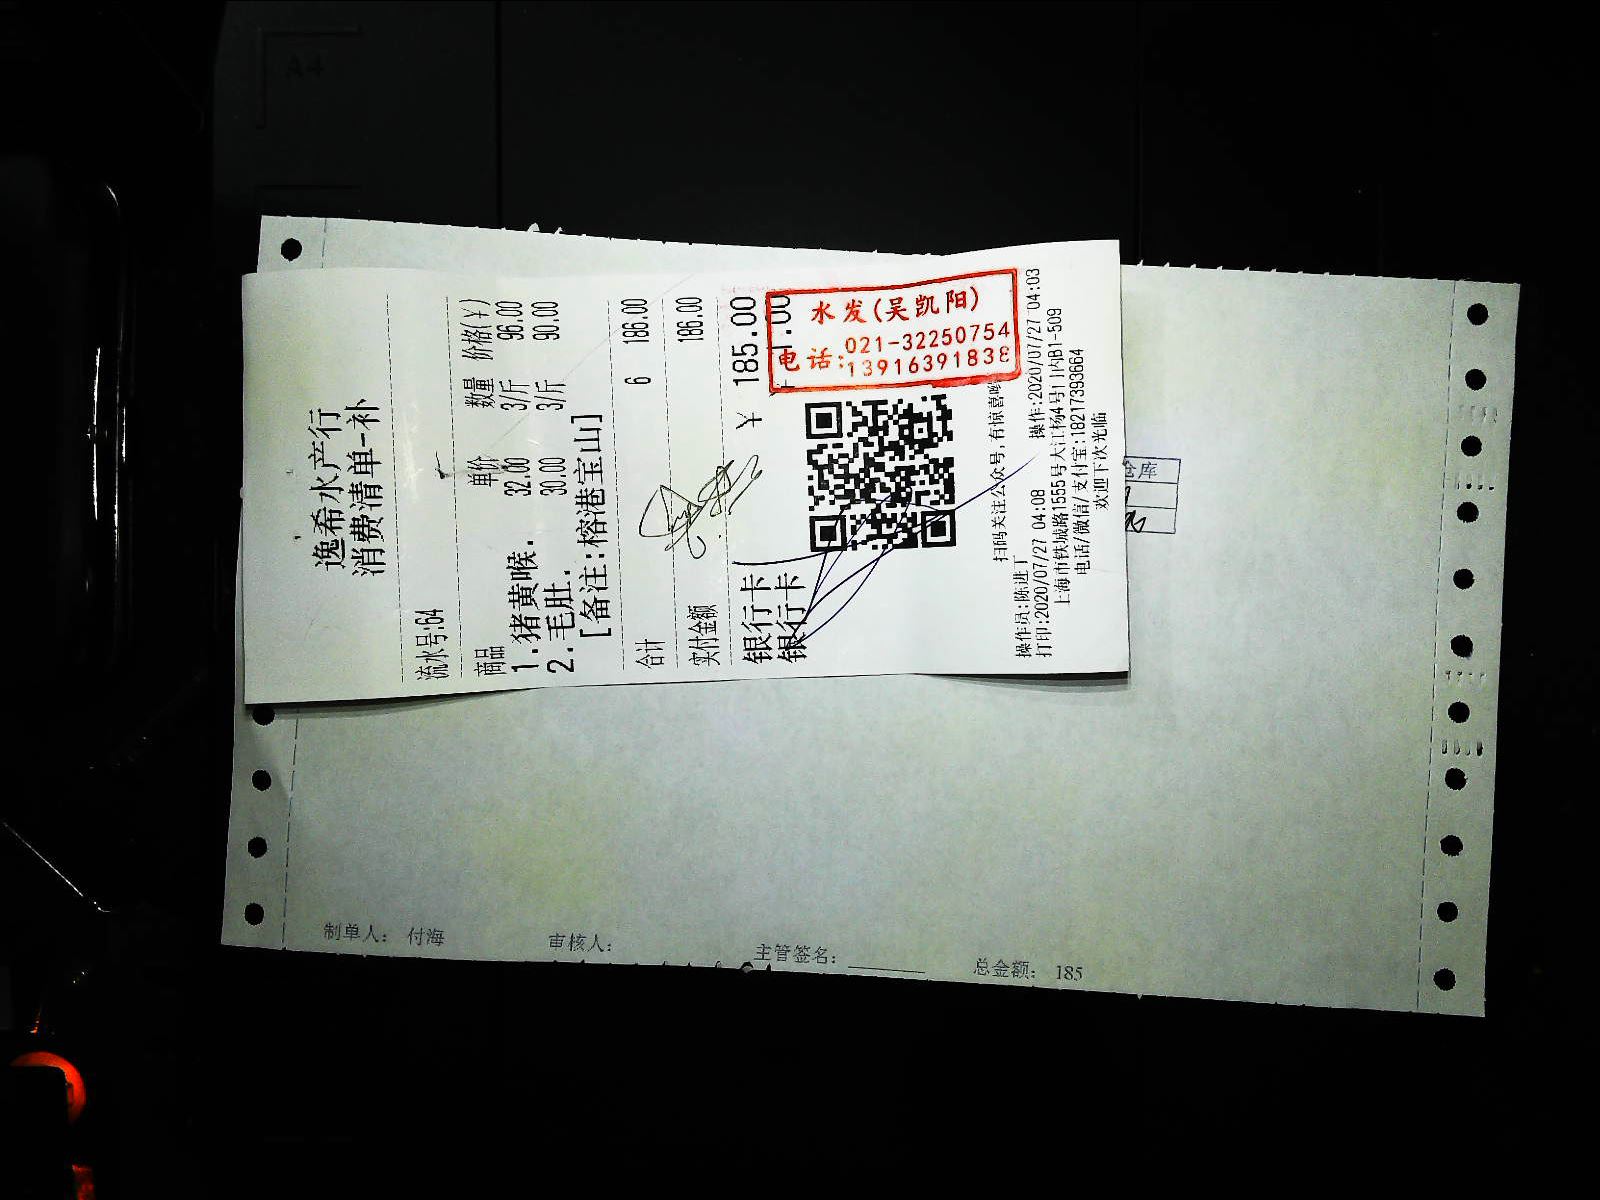 逸希水产行
消费清单-补
流水号:64
商品 单价 数量 价格(¥)
1.猪黄喉. 32.00 3/斤 96.00
2.毛肚. 30.00 3/斤 90.00
[备注:榕港宝山]
合计 6 186.00
实付金额 186.00
银行卡 ¥ 185.00
银行卡 1.00
水发(吴凯阳)
电话:021-32250754
13916391838
扫码关注公众号,有惊喜
操作员:陈进丁 操作:2020/07/27 04:03
打印:2020/07/27 04:08
上海市铁城路1555号大江杨4号门内B1-509
电话/微信/支付宝:18217393664
欢迎下次光临
仓库
制单人: 付海 审核人: 主管签名: 总金额: 185